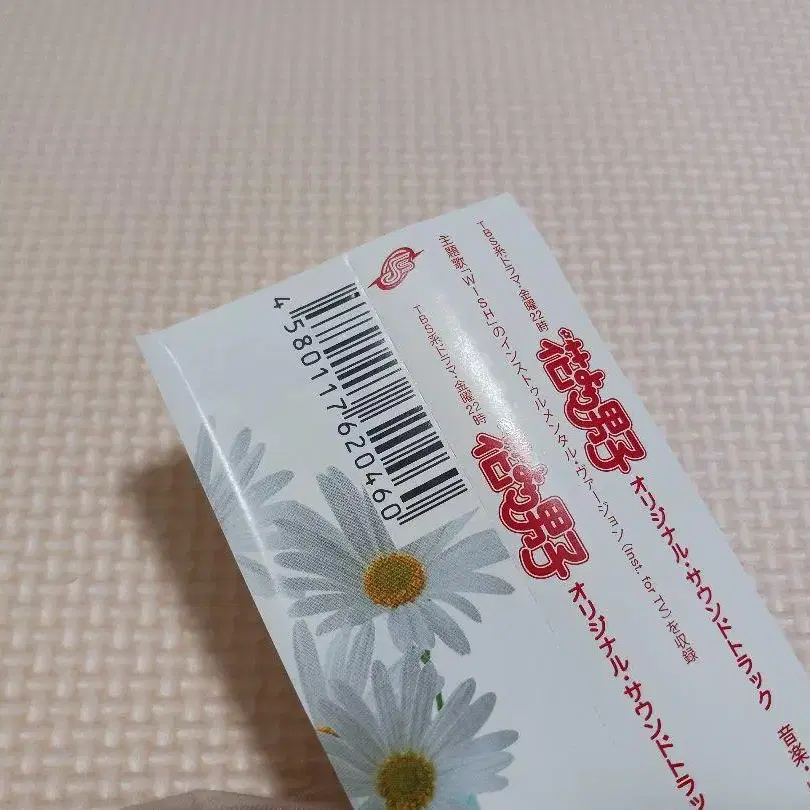 TBS系ドラマ・金曜22時
花より男子 オリジナル・サウンドトラック 音楽・
主題歌「WISH」のインストゥルメンタル・ヴァージョン(inst. for TV)を収録
TBS系ドラマ・金曜22時
花より男子 オリジナル・サウンドトラッ
4 580117 620460